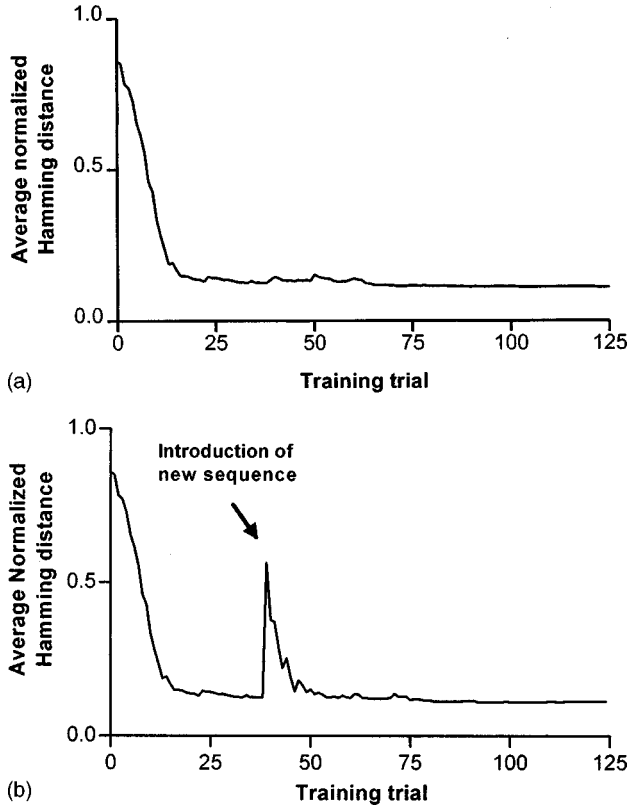 1.0
0.5
0.0
Average normalized
Hamming distance
0 25 50 75 100 125
Training trial
(a)
1.0
0.5
0.0
Average Normalized
Hamming distance
Introduction of
new sequence
0 25 50 75 100 125
Training trial
(b)